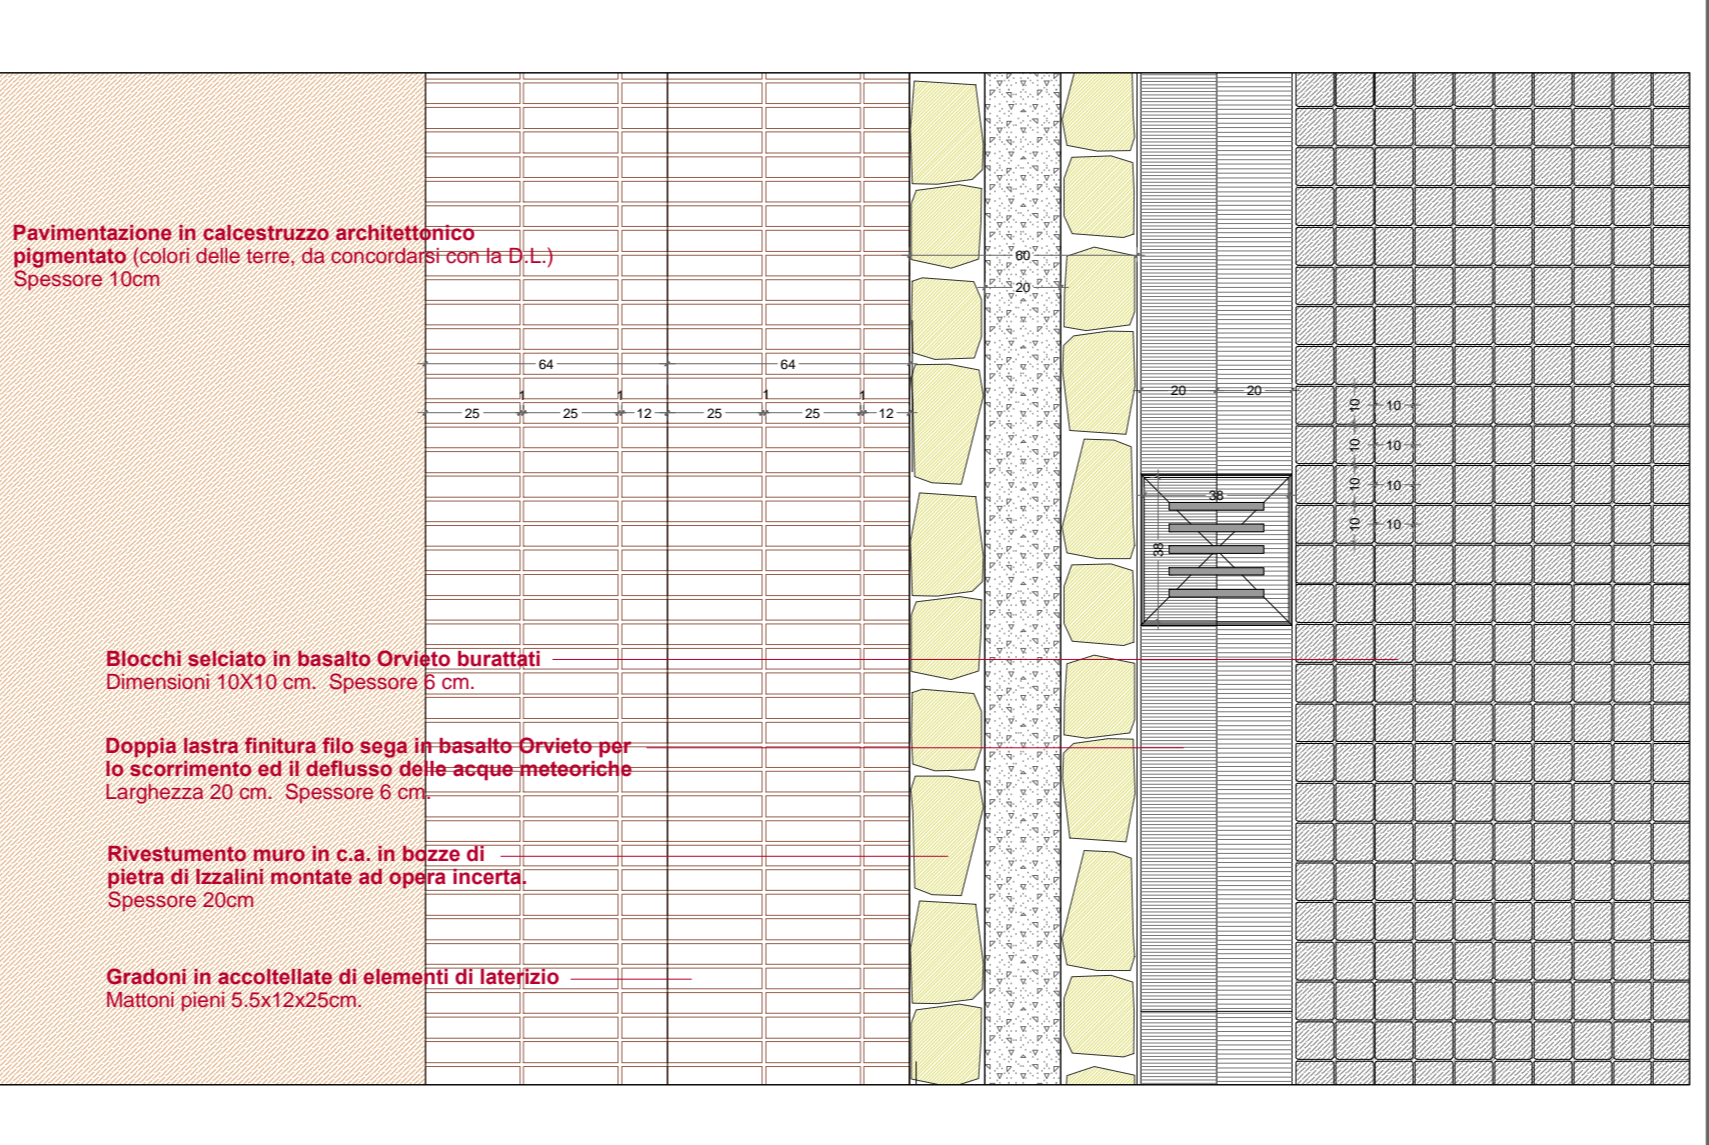 Pavimentazione in calcestruzzo architettonico
pigmentato (colori delle terre, da concordarsi con la D.L.)
Spessore 10cm
60
20
64 64
1 1 1 1
25 25 12 25 25 12
20 20
10 10
10 10
10 10
10 10
38
38
Blocchi selciato in basalto Orvieto burattati
Dimensioni 10X10 cm. Spessore 6 cm.
Doppia lastra finitura filo sega in basalto Orvieto per
lo scorrimento ed il deflusso delle acque meteoriche
Larghezza 20 cm. Spessore 6 cm.
Rivestumento muro in c.a. in bozze di
pietra di Izzalini montate ad opera incerta.
Spessore 20cm
Gradoni in accoltellate di elementi di laterizio
Mattoni pieni 5.5x12x25cm.